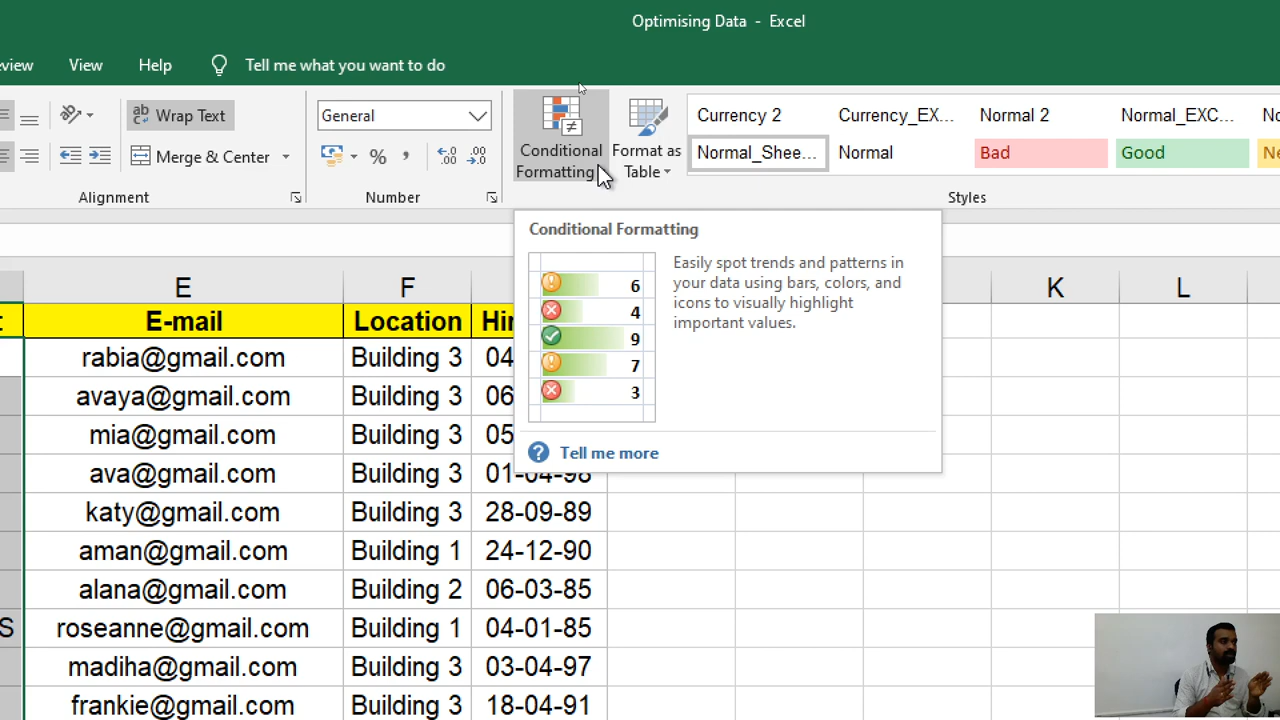 Optimising Data - Excel
eview View Help Tell me what you want to do
ab Wrap Text
General
Conditional Formatting
Format as Table
Currency 2 Currency_EX... Normal 2 Normal_EXC... No
Normal_Shee... Normal Bad Good Ne
Merge & Center
% ,
.00 .0
.00 .0
Alignment Number Styles
Conditional Formatting
Easily spot trends and patterns in
your data using bars, colors, and
icons to visually highlight
important values.
6
4
9
7
3
Tell me more
E F K L
t E-mail Location Hir
rabia@gmail.com Building 3 04
avaya@gmail.com Building 3 06
mia@gmail.com Building 3 05
ava@gmail.com Building 3 01-04-98
katy@gmail.com Building 3 28-09-89
aman@gmail.com Building 1 24-12-90
alana@gmail.com Building 2 06-03-85
S roseanne@gmail.com Building 1 04-01-85
madiha@gmail.com Building 3 03-04-97
frankie@gmail.com Building 3 18-04-91